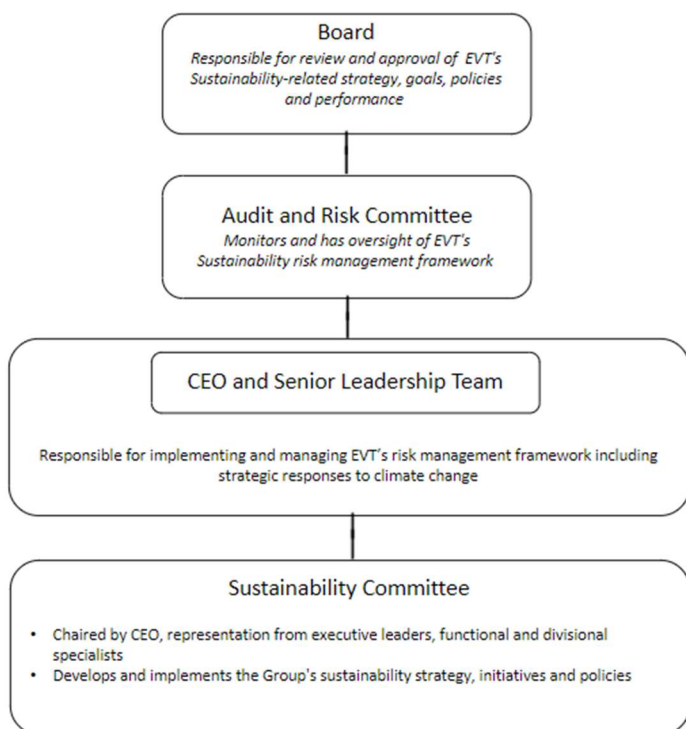 Board
Responsible for review and approval of EVT's
Sustainability-related strategy, goals, policies
and performance
Audit and Risk Committee
Monitors and has oversight of EVT's
Sustainability risk management framework
CEO and Senior Leadership Team
Responsible for implementing and managing EVT's risk management framework including
strategic responses to climate change
Sustainability Committee
• Chaired by CEO, representation from executive leaders, functional and divisional
specialists
• Develops and implements the Group's sustainability strategy, initiatives and policies